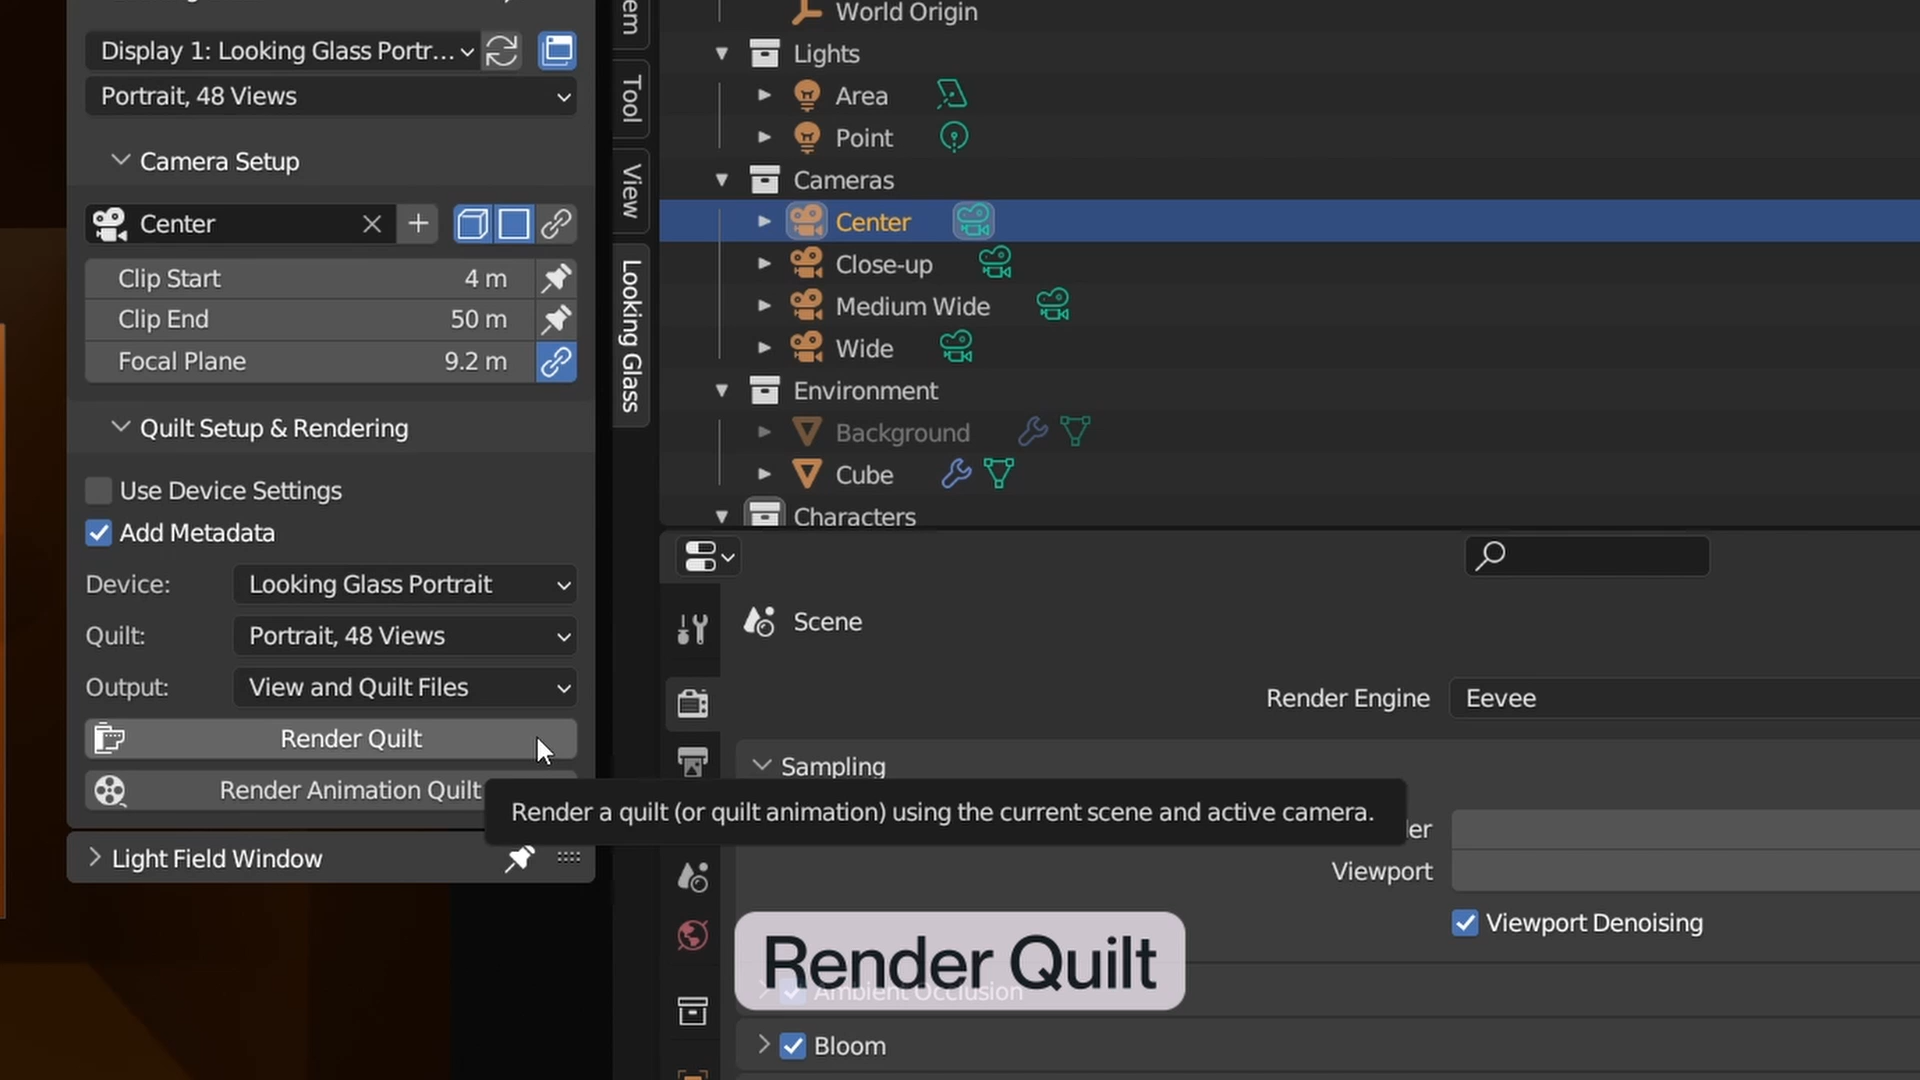 Display 1: Looking Glass Portr...
Portrait, 48 Views
Camera Setup
Center
Clip Start 4 m
Clip End 50 m
Focal Plane 9.2 m
Quilt Setup & Rendering
Use Device Settings
Add Metadata
Device: Looking Glass Portrait
Quilt: Portrait, 48 Views
Output: View and Quilt Files
Render Quilt
Render Animation Quilt
Light Field Window
Tool
View
Looking Glass
World Origin
Lights
Area
Point
Cameras
Center
Close-up
Medium Wide
Wide
Environment
Background
Cube
Characters
Scene
Render Engine Eevee
Sampling
Render a quilt (or quilt animation) using the current scene and active camera.
Viewport
Viewport Denoising
Render Quilt
Ambient Occlusion
Bloom